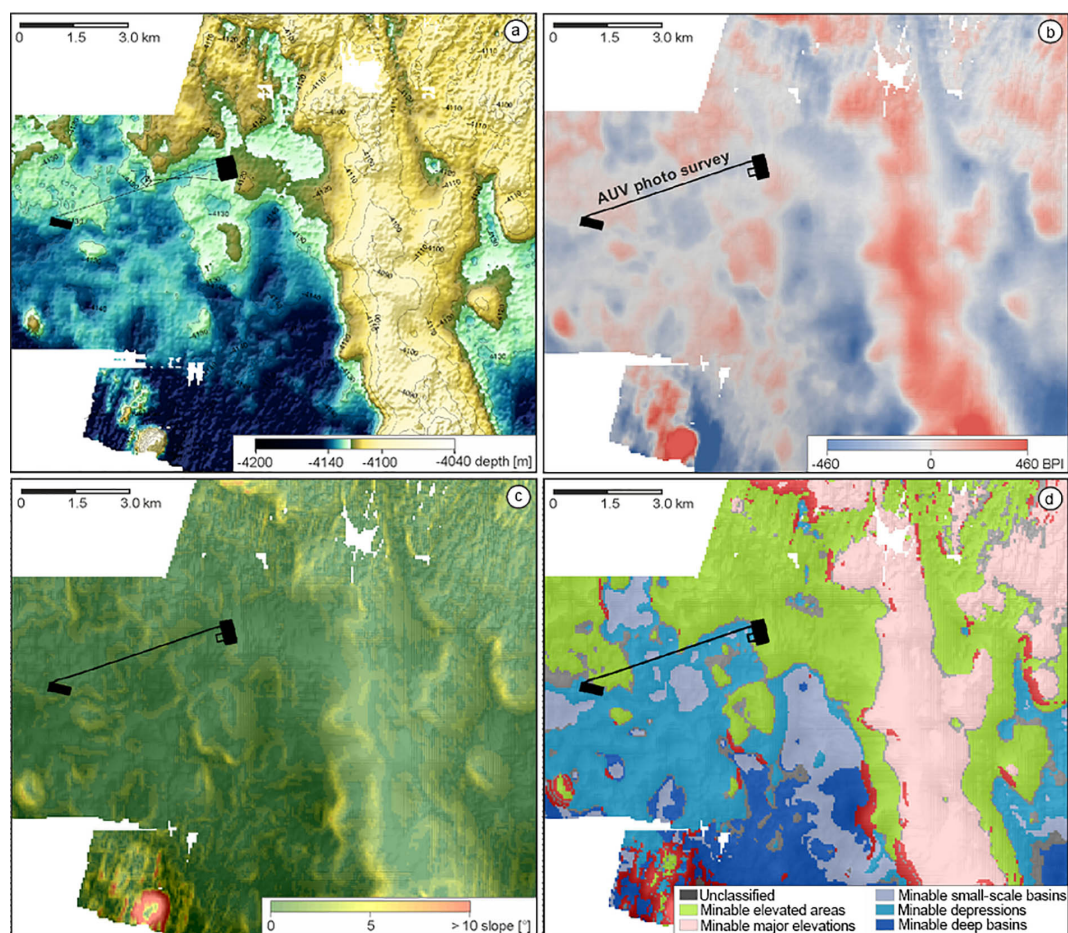 a
0 1.5 3.0 km
-4200 -4140 -4100 -4040 depth [m]
b
0 1.5 3.0 km
AUV photo survey
-460 0 460 BPI
c
0 1.5 3.0 km
0 5 > 10 slope [°]
d
0 1.5 3.0 km
Unclassified
Minable elevated areas
Minable major elevations
Minable small-scale basins
Minable depressions
Minable deep basins